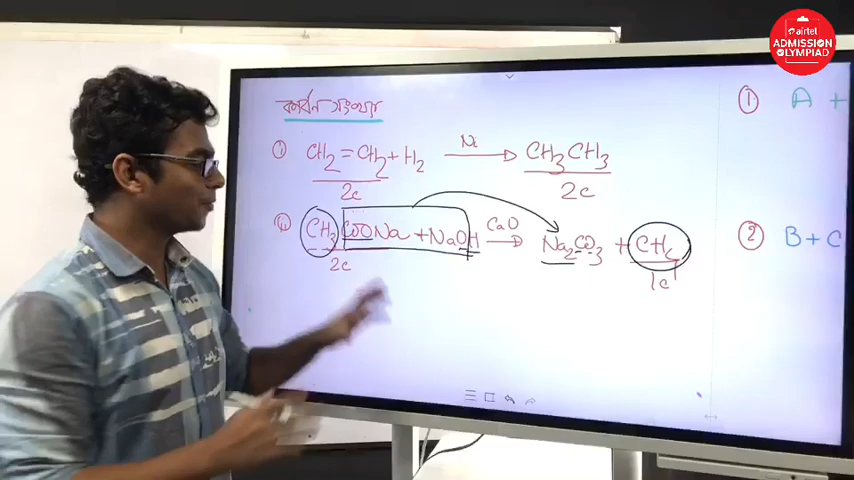 airtel
ADMISSION
OLYMPIAD
কার্বন সংখ্যার
① A +
① CH₂ = CH₂ + H₂ —Ni→ CH₃CH₃
2C 2C
② B + C
⑪ CH₃COONa + NaOH —CaO→ Na₂CO₃ + CH₄
2C 1C